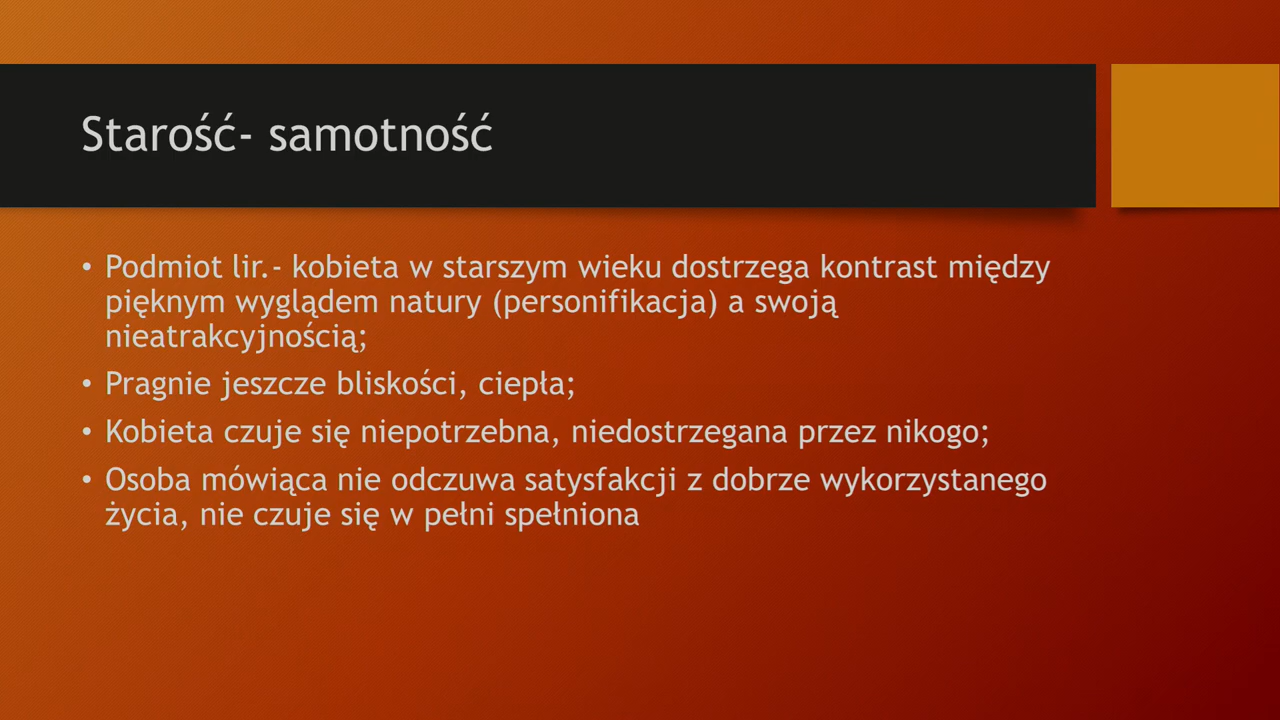 Starość- samotność
• Podmiot lir.- kobieta w starszym wieku dostrzega kontrast między
pięknym wyglądem natury (personifikacja) a swoją
nieatrakcyjnością;
• Pragnie jeszcze bliskości, ciepła;
• Kobieta czuje się niepotrzebna, niedostrzegana przez nikogo;
• Osoba mówiąca nie odczuwa satysfakcji z dobrze wykorzystanego
życia, nie czuje się w pełni spełniona